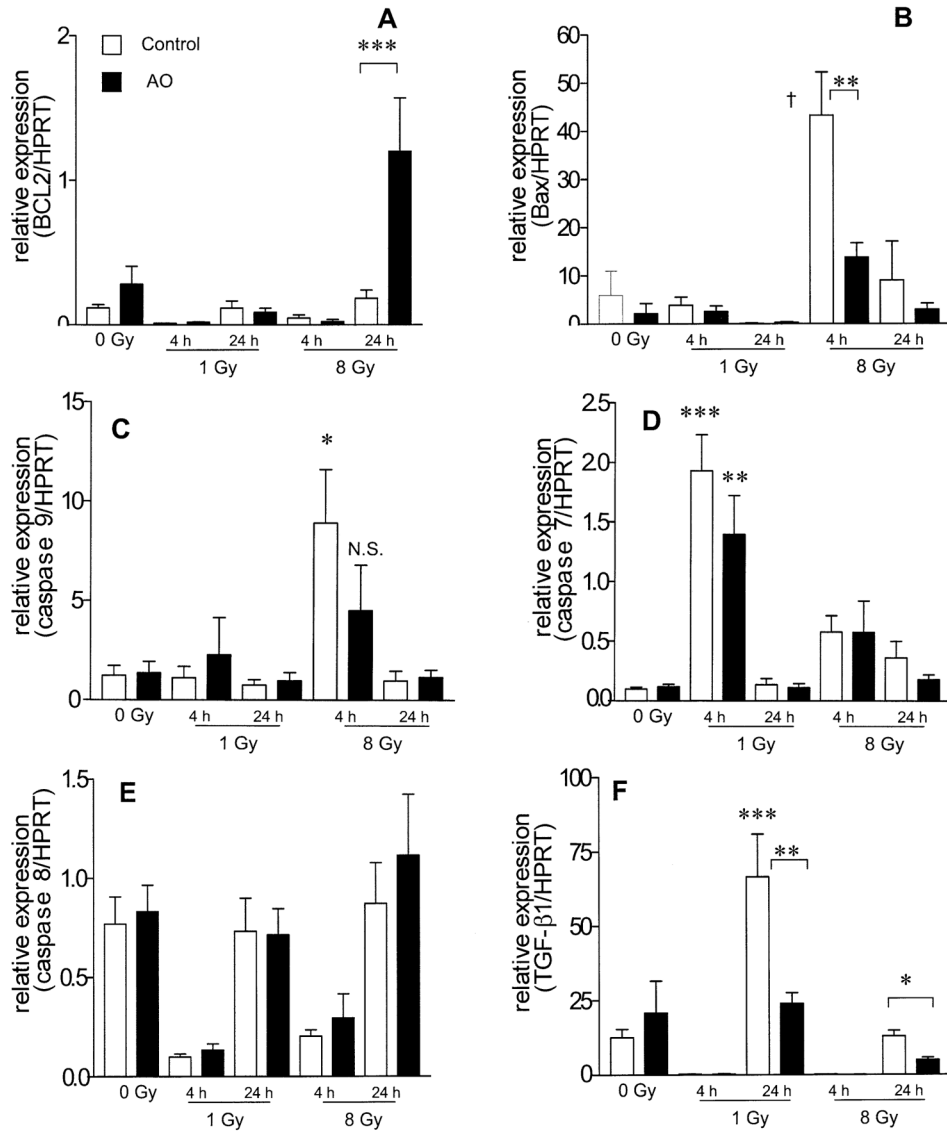 A
2
Control
AO
***
1
0
relative expression
(BCL2/HPRT)
0 Gy
4 h
24 h
4 h
24 h
1 Gy
8 Gy
B
60
50
40
30
20
10
0
relative expression
(Bax/HPRT)
†
**
0 Gy
4 h
24 h
4 h
24 h
1 Gy
8 Gy
C
15
10
5
0
relative expression
(caspase 9/HPRT)
*
N.S.
0 Gy
4 h
24 h
4 h
24 h
1 Gy
8 Gy
D
2.5
2.0
1.5
1.0
0.5
0.0
relative expression
(caspase 7/HPRT)
***
**
0 Gy
4 h
24 h
4 h
24 h
1 Gy
8 Gy
E
1.5
1.0
0.5
0.0
relative expression
(caspase 8/HPRT)
0 Gy
4 h
24 h
4 h
24 h
1 Gy
8 Gy
F
100
75
50
25
0
relative expression
(TGF-β1/HPRT)
***
**
*
0 Gy
4 h
24 h
4 h
24 h
1 Gy
8 Gy